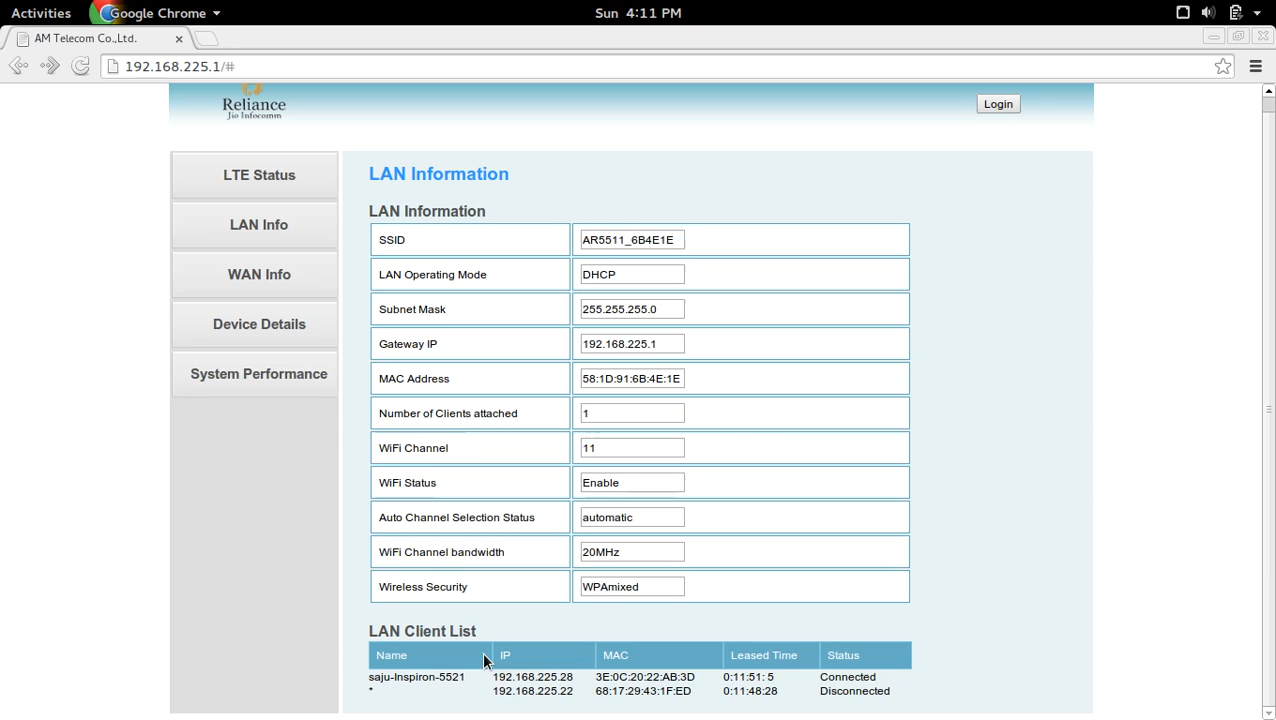 Activities Google Chrome Sun 4:11 PM
AM Telecom Co.,Ltd.
192.168.225.1/#
Reliance
Jio Infocomm
Login
LTE Status
LAN Info
WAN Info
Device Details
System Performance
LAN Information
LAN Information
SSID AR5511_6B4E1E
LAN Operating Mode DHCP
Subnet Mask 255.255.255.0
Gateway IP 192.168.225.1
MAC Address 58:1D:91:6B:4E:1E
Number of Clients attached 1
WiFi Channel 11
WiFi Status Enable
Auto Channel Selection Status automatic
WiFi Channel bandwidth 20MHz
Wireless Security WPAmixed
LAN Client List
Name IP MAC Leased Time Status
saju-Inspiron-5521 192.168.225.28 3E:0C:20:22:AB:3D 0:11:51: 5 Connected
* 192.168.225.22 68:17:29:43:1F:ED 0:11:48:28 Disconnected